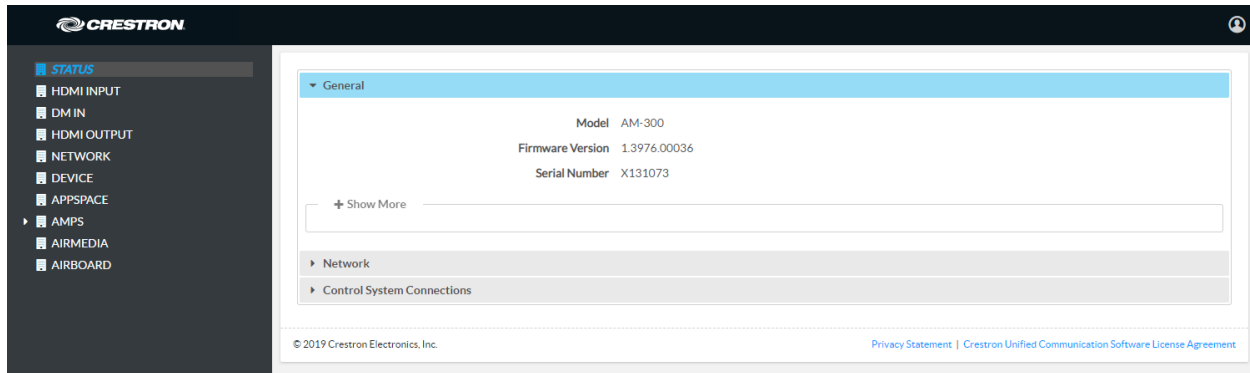 CRESTRON.
STATUS
HDMI INPUT
DM IN
HDMI OUTPUT
NETWORK
DEVICE
APPSPACE
AMPS
AIRMEDIA
AIRBOARD
General
Model AM-300
Firmware Version 1.3976.00036
Serial Number X131073
+ Show More
Network
Control System Connections
© 2019 Crestron Electronics, Inc.
Privacy Statement | Crestron Unified Communication Software License Agreement